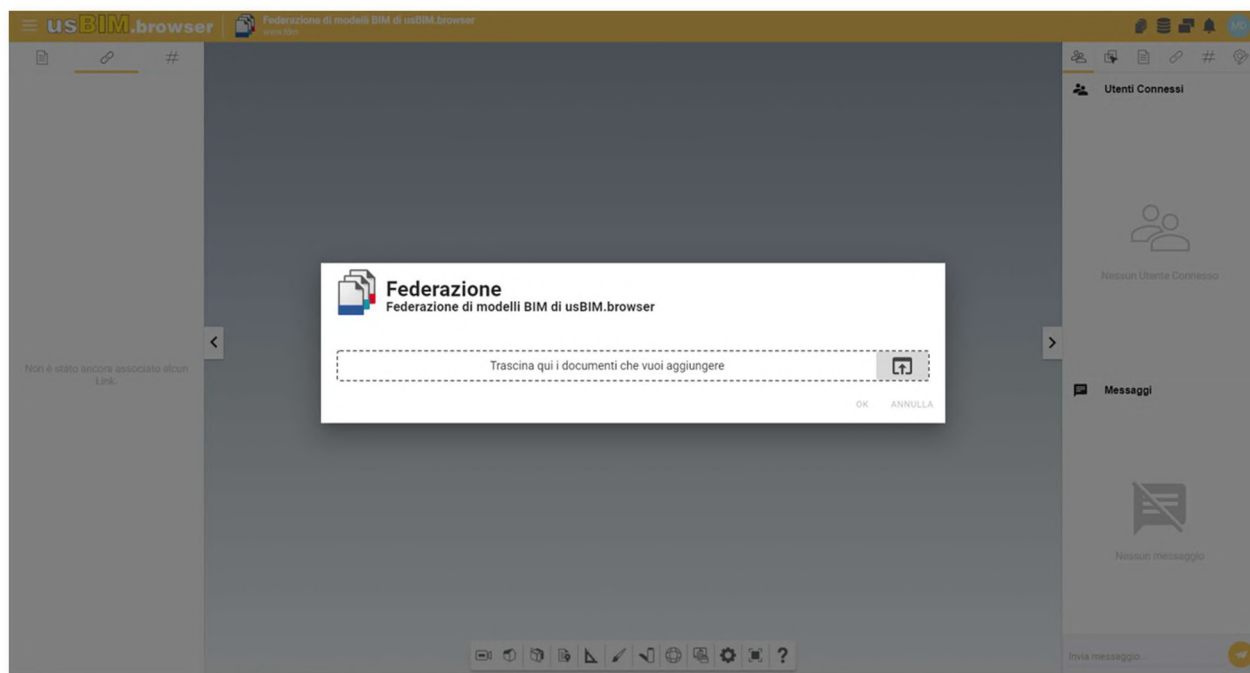 usBIM.browser
Federazione di modelli BIM di usBIM.browser
MD
#
#
Utenti Connessi
Nessun Utente Connesso
Federazione
Federazione di modelli BIM di usBIM.browser
Trascina qui i documenti che vuoi aggiungere
OK ANNULLA
Non è stato ancora associato alcun
Link.
Messaggi
Nessun messaggio
Invia messaggio...
?